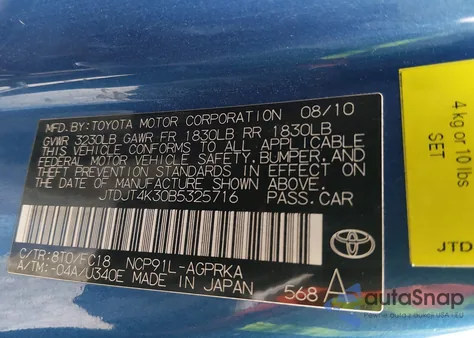 MFD.BY:TOYOTA MOTOR CORPORATION 08/10
GVWR 3230LB GAWR FR 1830LB RR 1830LB
THIS VEHICLE CONFORMS TO ALL APPLICABLE
FEDERAL MOTOR VEHICLE SAFETY,BUMPER,AND
THEFT PREVENTION STANDARDS IN EFFECT ON
THE DATE OF MANUFACTURE SHOWN ABOVE.
JTDJT4K30B5325716 PASS.CAR
C/TR:8T0/FC18 NCP91L-AGPRKA
A/TM:-04A/U340E MADE IN JAPAN 568 A
TOYOTA
4 kg or 10 lbs
SET
JTD
autoSnap